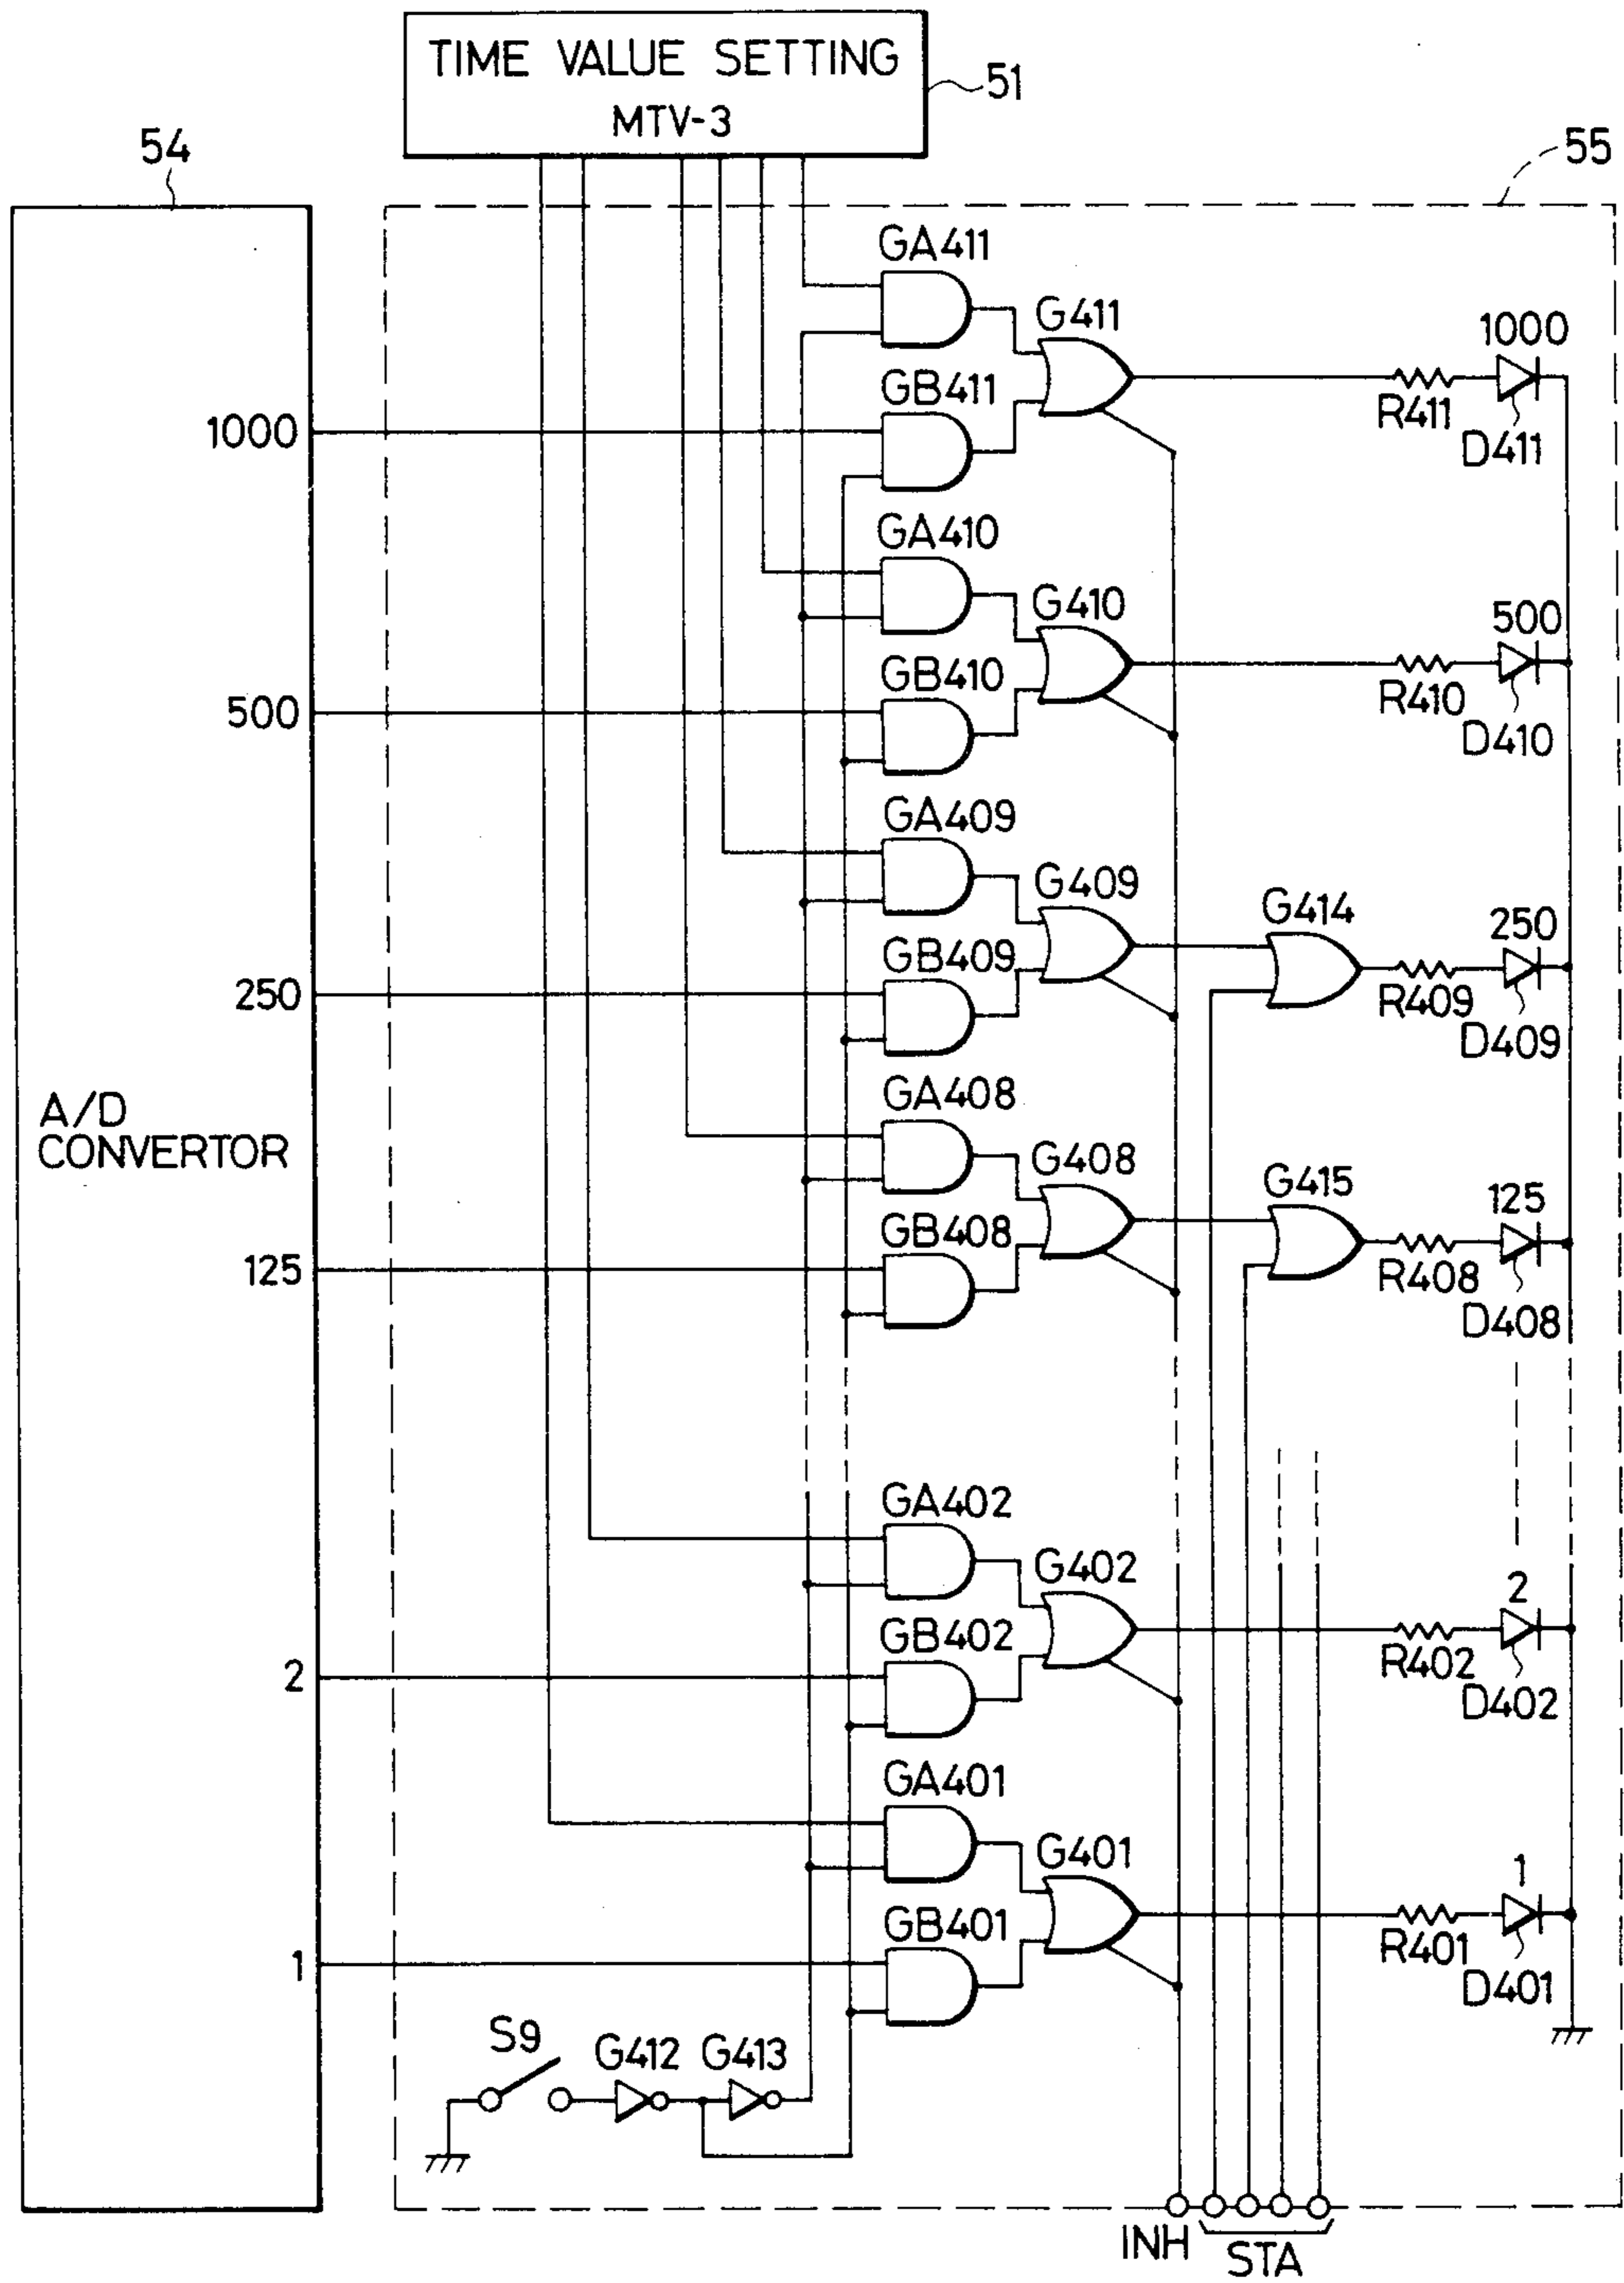 TIME VALUE SETTING
MTV-3
51
54
55
GA411
G411
1000
GB411
1000
R411
D411
GA410
G410
500
GB410
500
R410
D410
GA409
G409
G414
250
GB409
250
R409
D409
A/D
CONVERTOR
GA408
G408
G415
125
GB408
125
R408
D408
GA402
G402
2
GB402
2
R402
D402
GA401
G401
1
GB401
1
R401
D401
S9
G412
G413
INH
STA